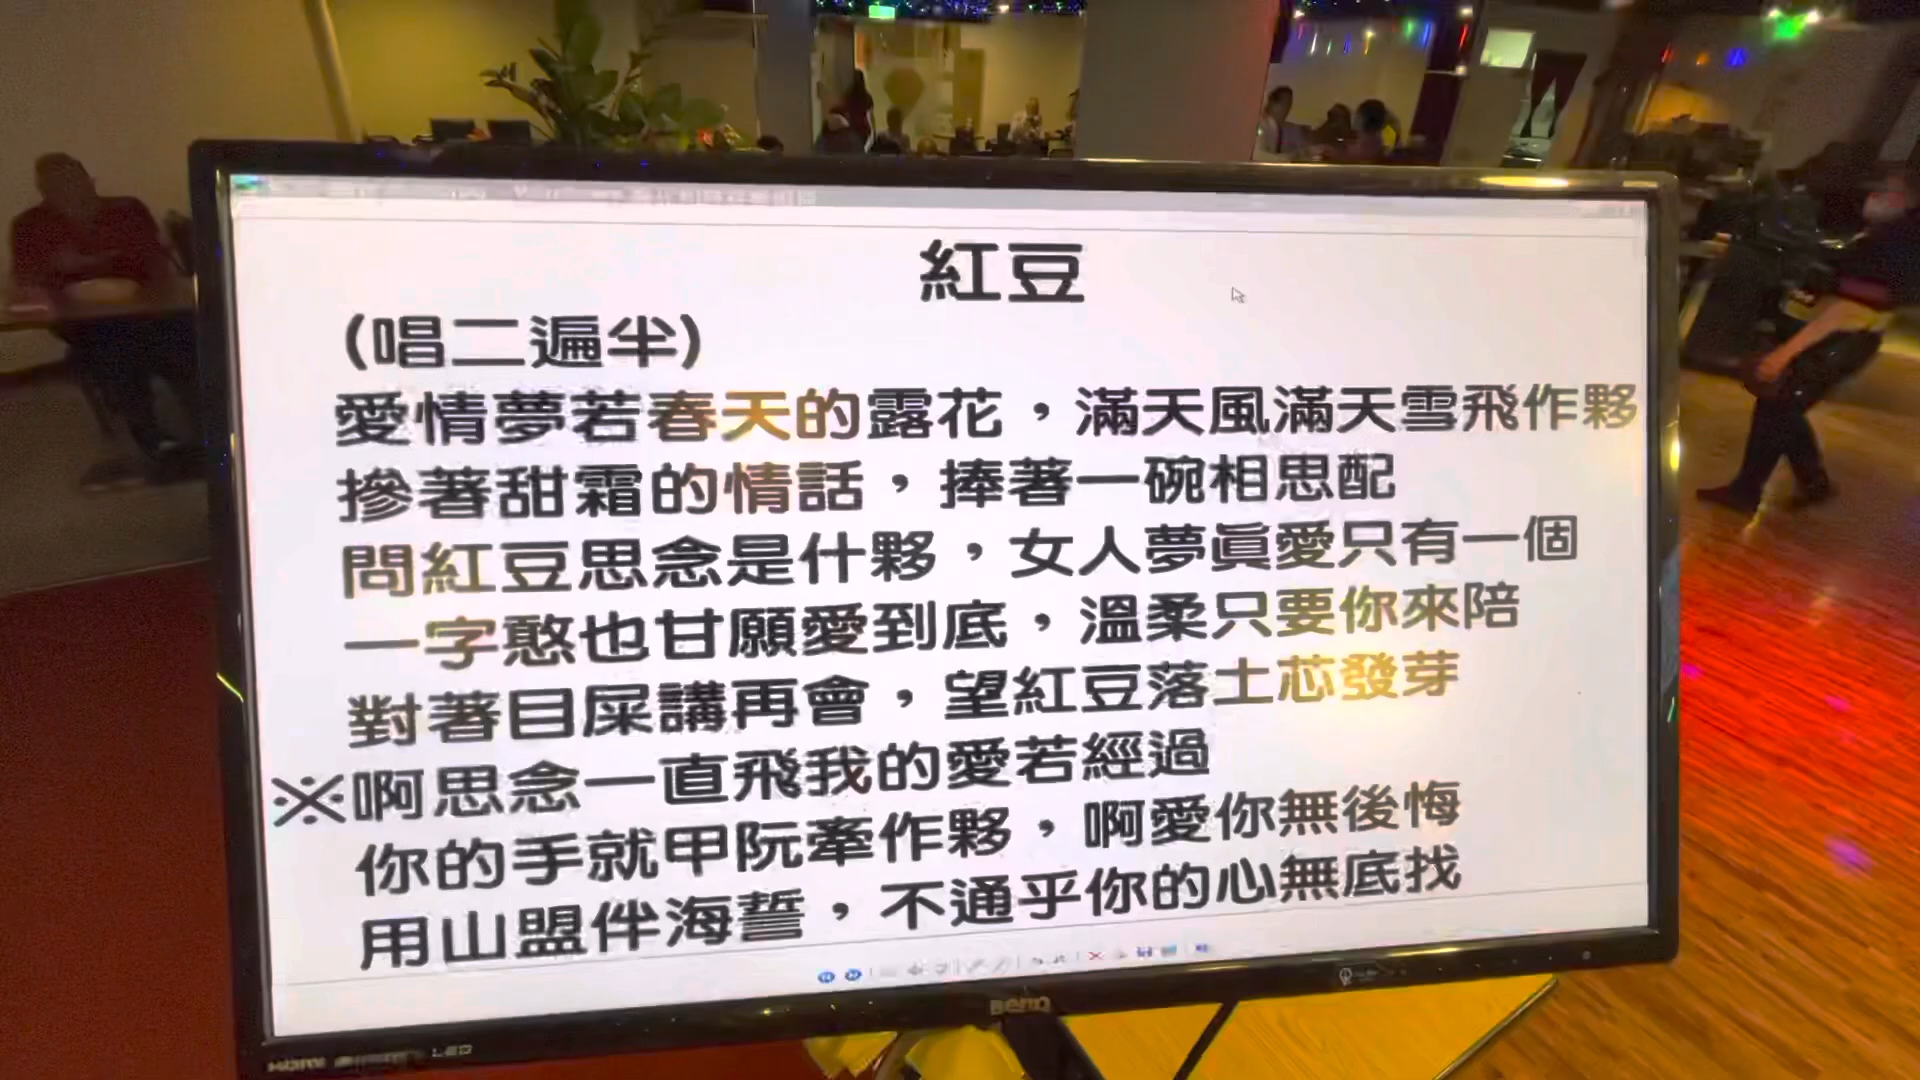 紅豆
(唱二遍半)
愛情夢若春天的露花，滿天風滿天雪飛作夥
摻著甜霜的情話，捧著一碗相思配
問紅豆思念是什夥，女人夢眞愛只有一個
一字憨也甘願愛到底，溫柔只要你來陪
對著目屎講再會，望紅豆落土芯發芽
※啊思念一直飛我的愛若經過
你的手就甲阮牽作夥，啊愛你無後悔
用山盟伴海誓，不通乎你的心無底找
BenQ
HDMI
LED